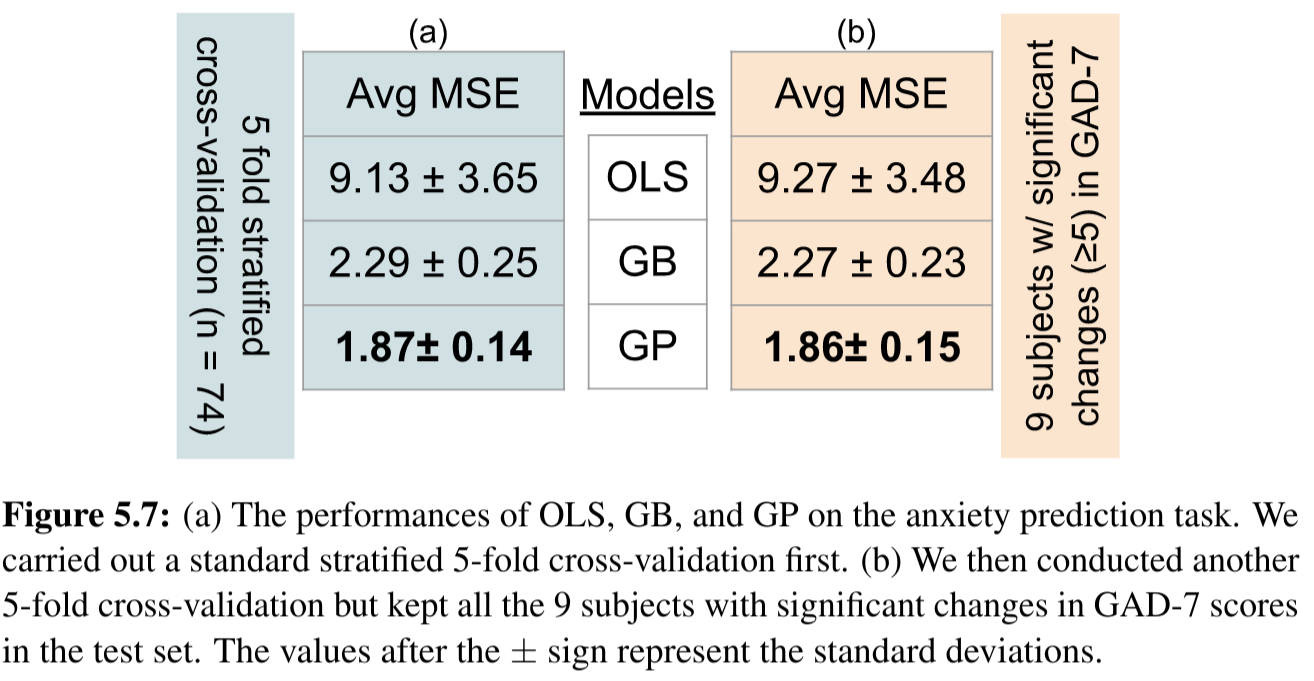 5 fold stratified
cross-validation (n = 74)
(a)
Avg MSE
9.13 ± 3.65
2.29 ± 0.25
1.87± 0.14
Models
OLS
GB
GP
(b)
Avg MSE
9.27 ± 3.48
2.27 ± 0.23
1.86± 0.15
9 subjects w/ significant
changes (≥5) in GAD-7
Figure 5.7: (a) The performances of OLS, GB, and GP on the anxiety prediction task. We
carried out a standard stratified 5-fold cross-validation first. (b) We then conducted another
5-fold cross-validation but kept all the 9 subjects with significant changes in GAD-7 scores
in the test set. The values after the ± sign represent the standard deviations.